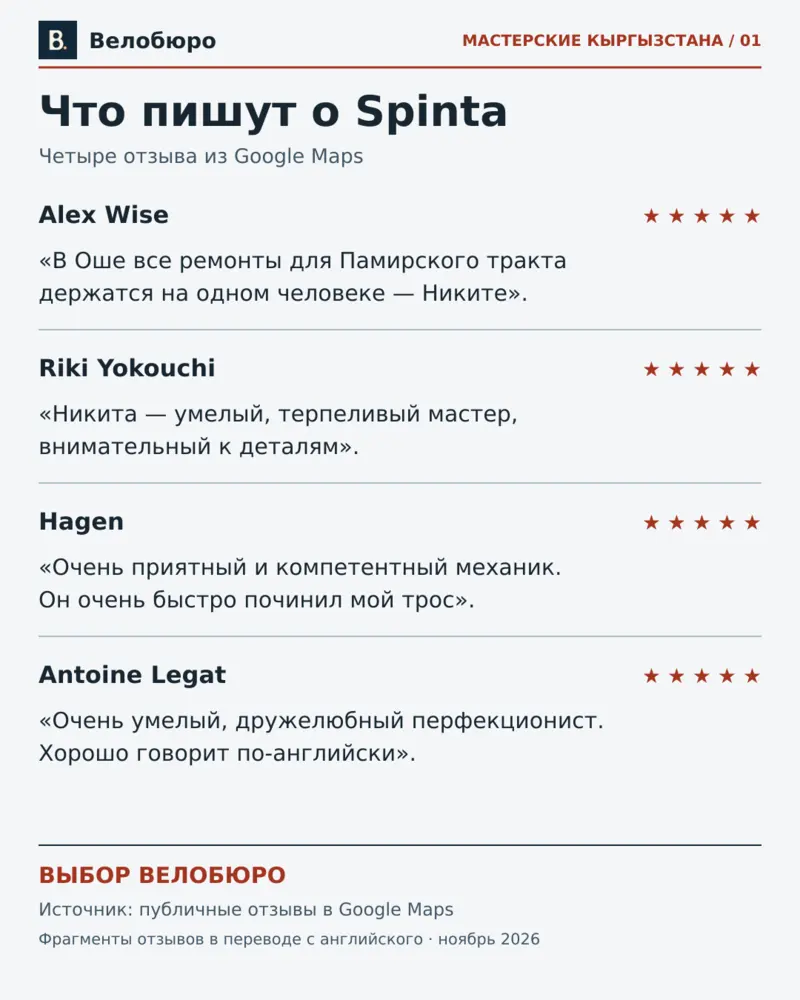 B. Велобюро
МАСТЕРСКИЕ КЫРГЫЗСТАНА / 01
Что пишут о Spinta
Четыре отзыва из Google Maps
Alex Wise ★ ★ ★ ★ ★
«В Оше все ремонты для Памирского тракта
держатся на одном человеке — Никите».
Riki Yokouchi ★ ★ ★ ★ ★
«Никита — умелый, терпеливый мастер,
внимательный к деталям».
Hagen ★ ★ ★ ★ ★
«Очень приятный и компетентный механик.
Он очень быстро починил мой трос».
Antoine Legat ★ ★ ★ ★ ★
«Очень умелый, дружелюбный перфекционист.
Хорошо говорит по-английски».
ВЫБОР ВЕЛОБЮРО
Источник: публичные отзывы в Google Maps
Фрагменты отзывов в переводе с английского · ноябрь 2026